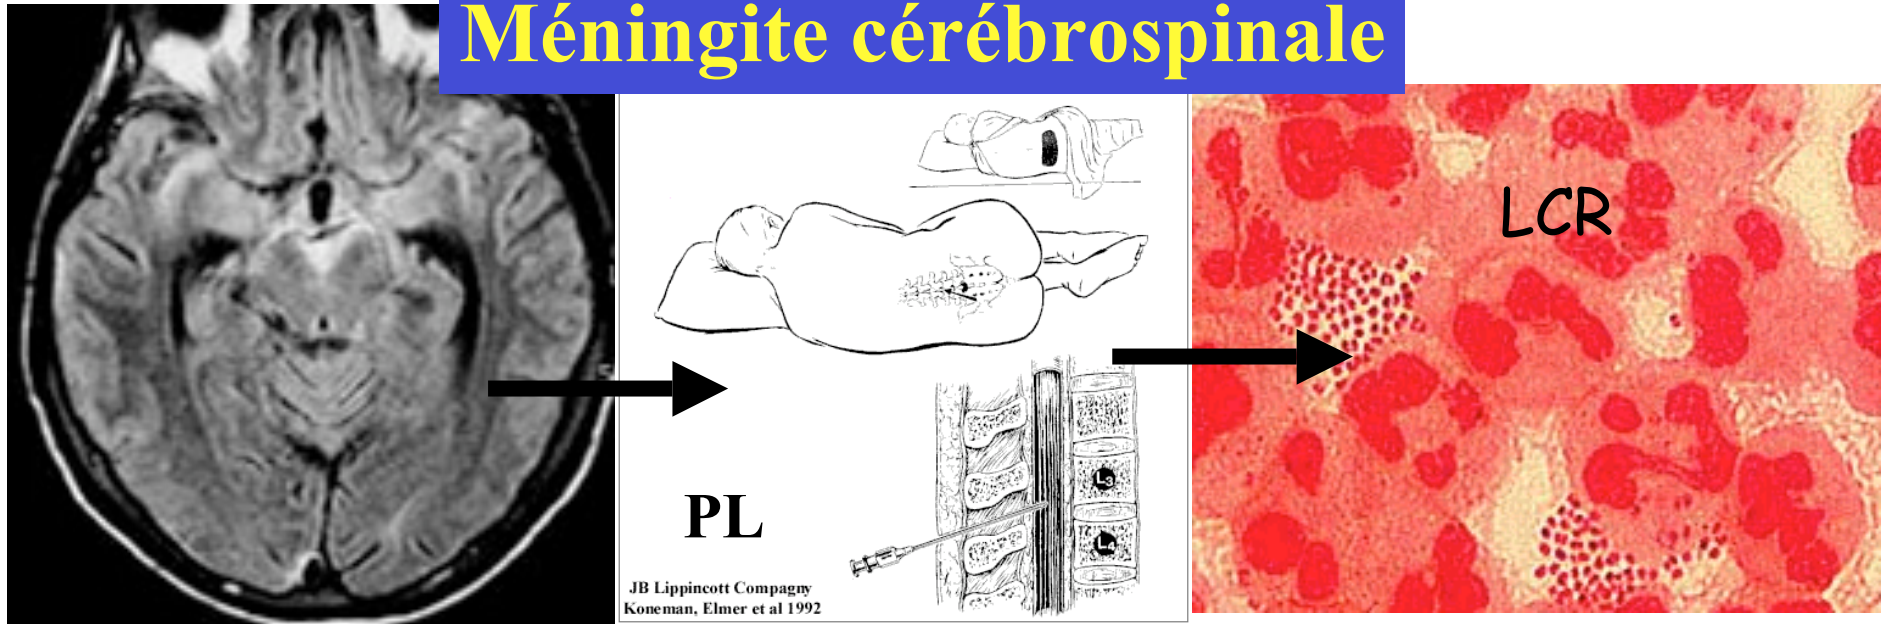 Méningite cérébrospinale
LCR
L3
PL
L4
JB Lippincott Compagny
Koneman, Elmer et al 1992